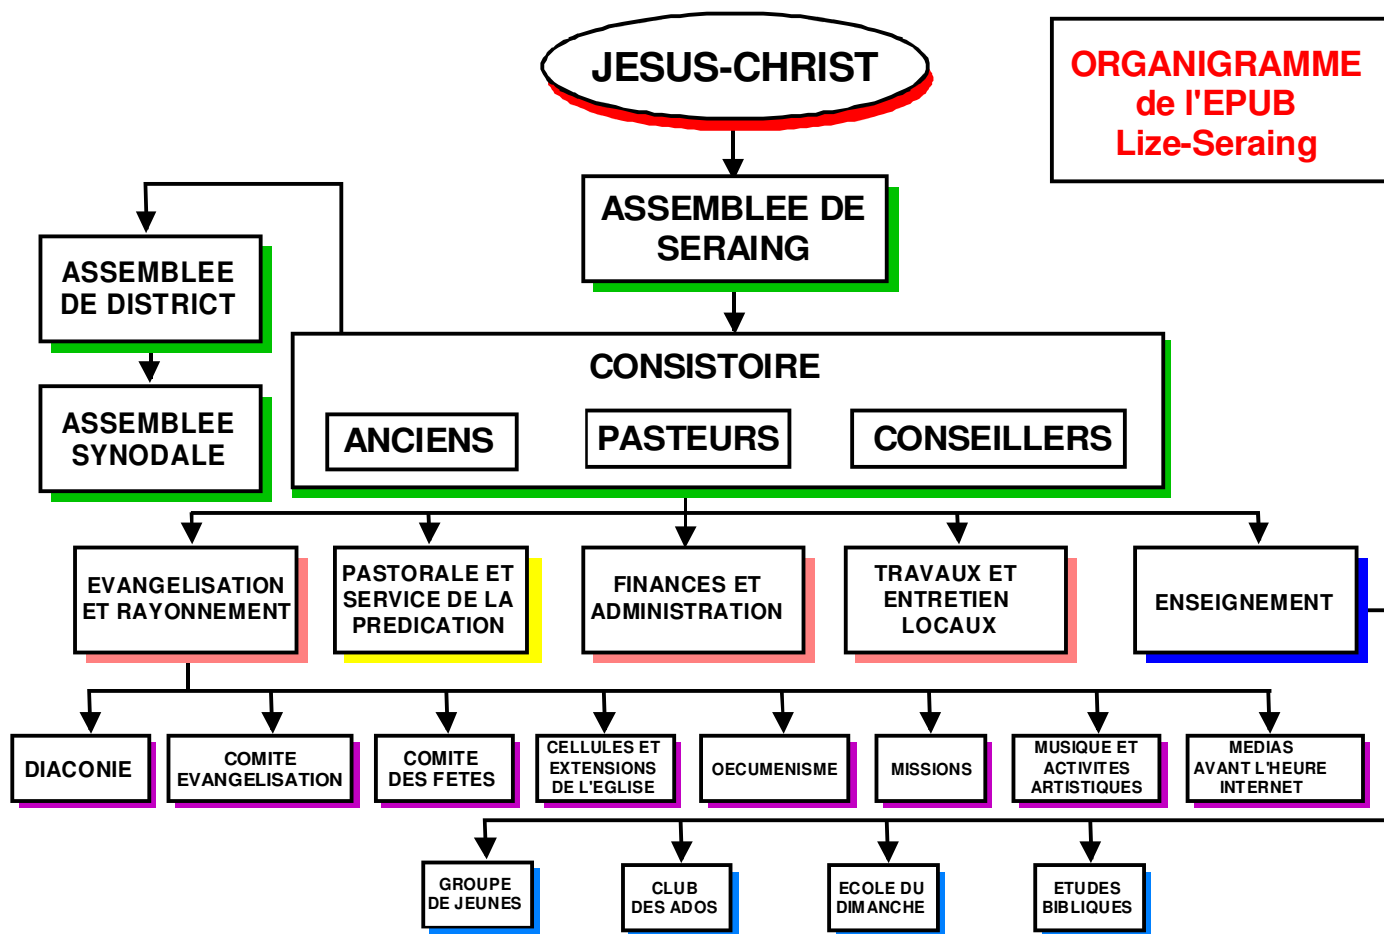 JESUS-CHRIST
ORGANIGRAMME
de l'EPUB
Lize-Seraing
ASSEMBLEE DE
SERAING
ASSEMBLEE
DE DISTRICT
ASSEMBLEE
SYNODALE
CONSISTOIRE
ANCIENS
PASTEURS
CONSEILLERS
EVANGELISATION
ET RAYONNEMENT
PASTORALE ET
SERVICE DE LA
PREDICATION
FINANCES ET
ADMINISTRATION
TRAVAUX ET
ENTRETIEN
LOCAUX
ENSEIGNEMENT
DIACONIE
COMITE
EVANGELISATION
COMITE
DES FETES
CELLULES ET
EXTENSIONS
DE L'EGLISE
OECUMENISME
MISSIONS
MUSIQUE ET
ACTIVITES
ARTISTIQUES
MEDIAS
AVANT L'HEURE
INTERNET
GROUPE
DE JEUNES
CLUB
DES ADOS
ECOLE DU
DIMANCHE
ETUDES
BIBLIQUES